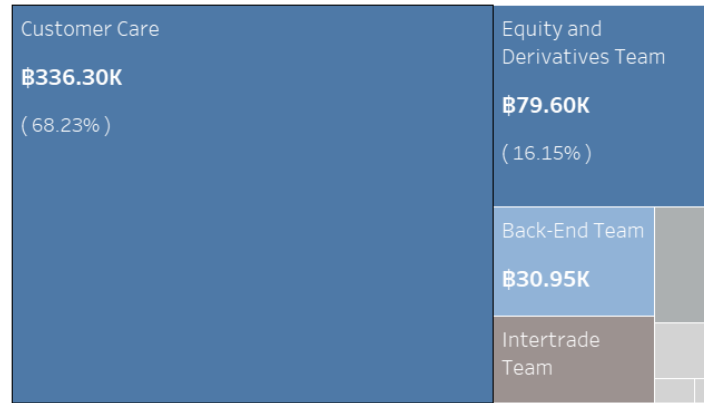 Customer Care
฿336.30K
( 68.23% )
Equity and
Derivatives Team
฿79.60K
( 16.15% )
Back-End Team
฿30.95K
Intertrade
Team